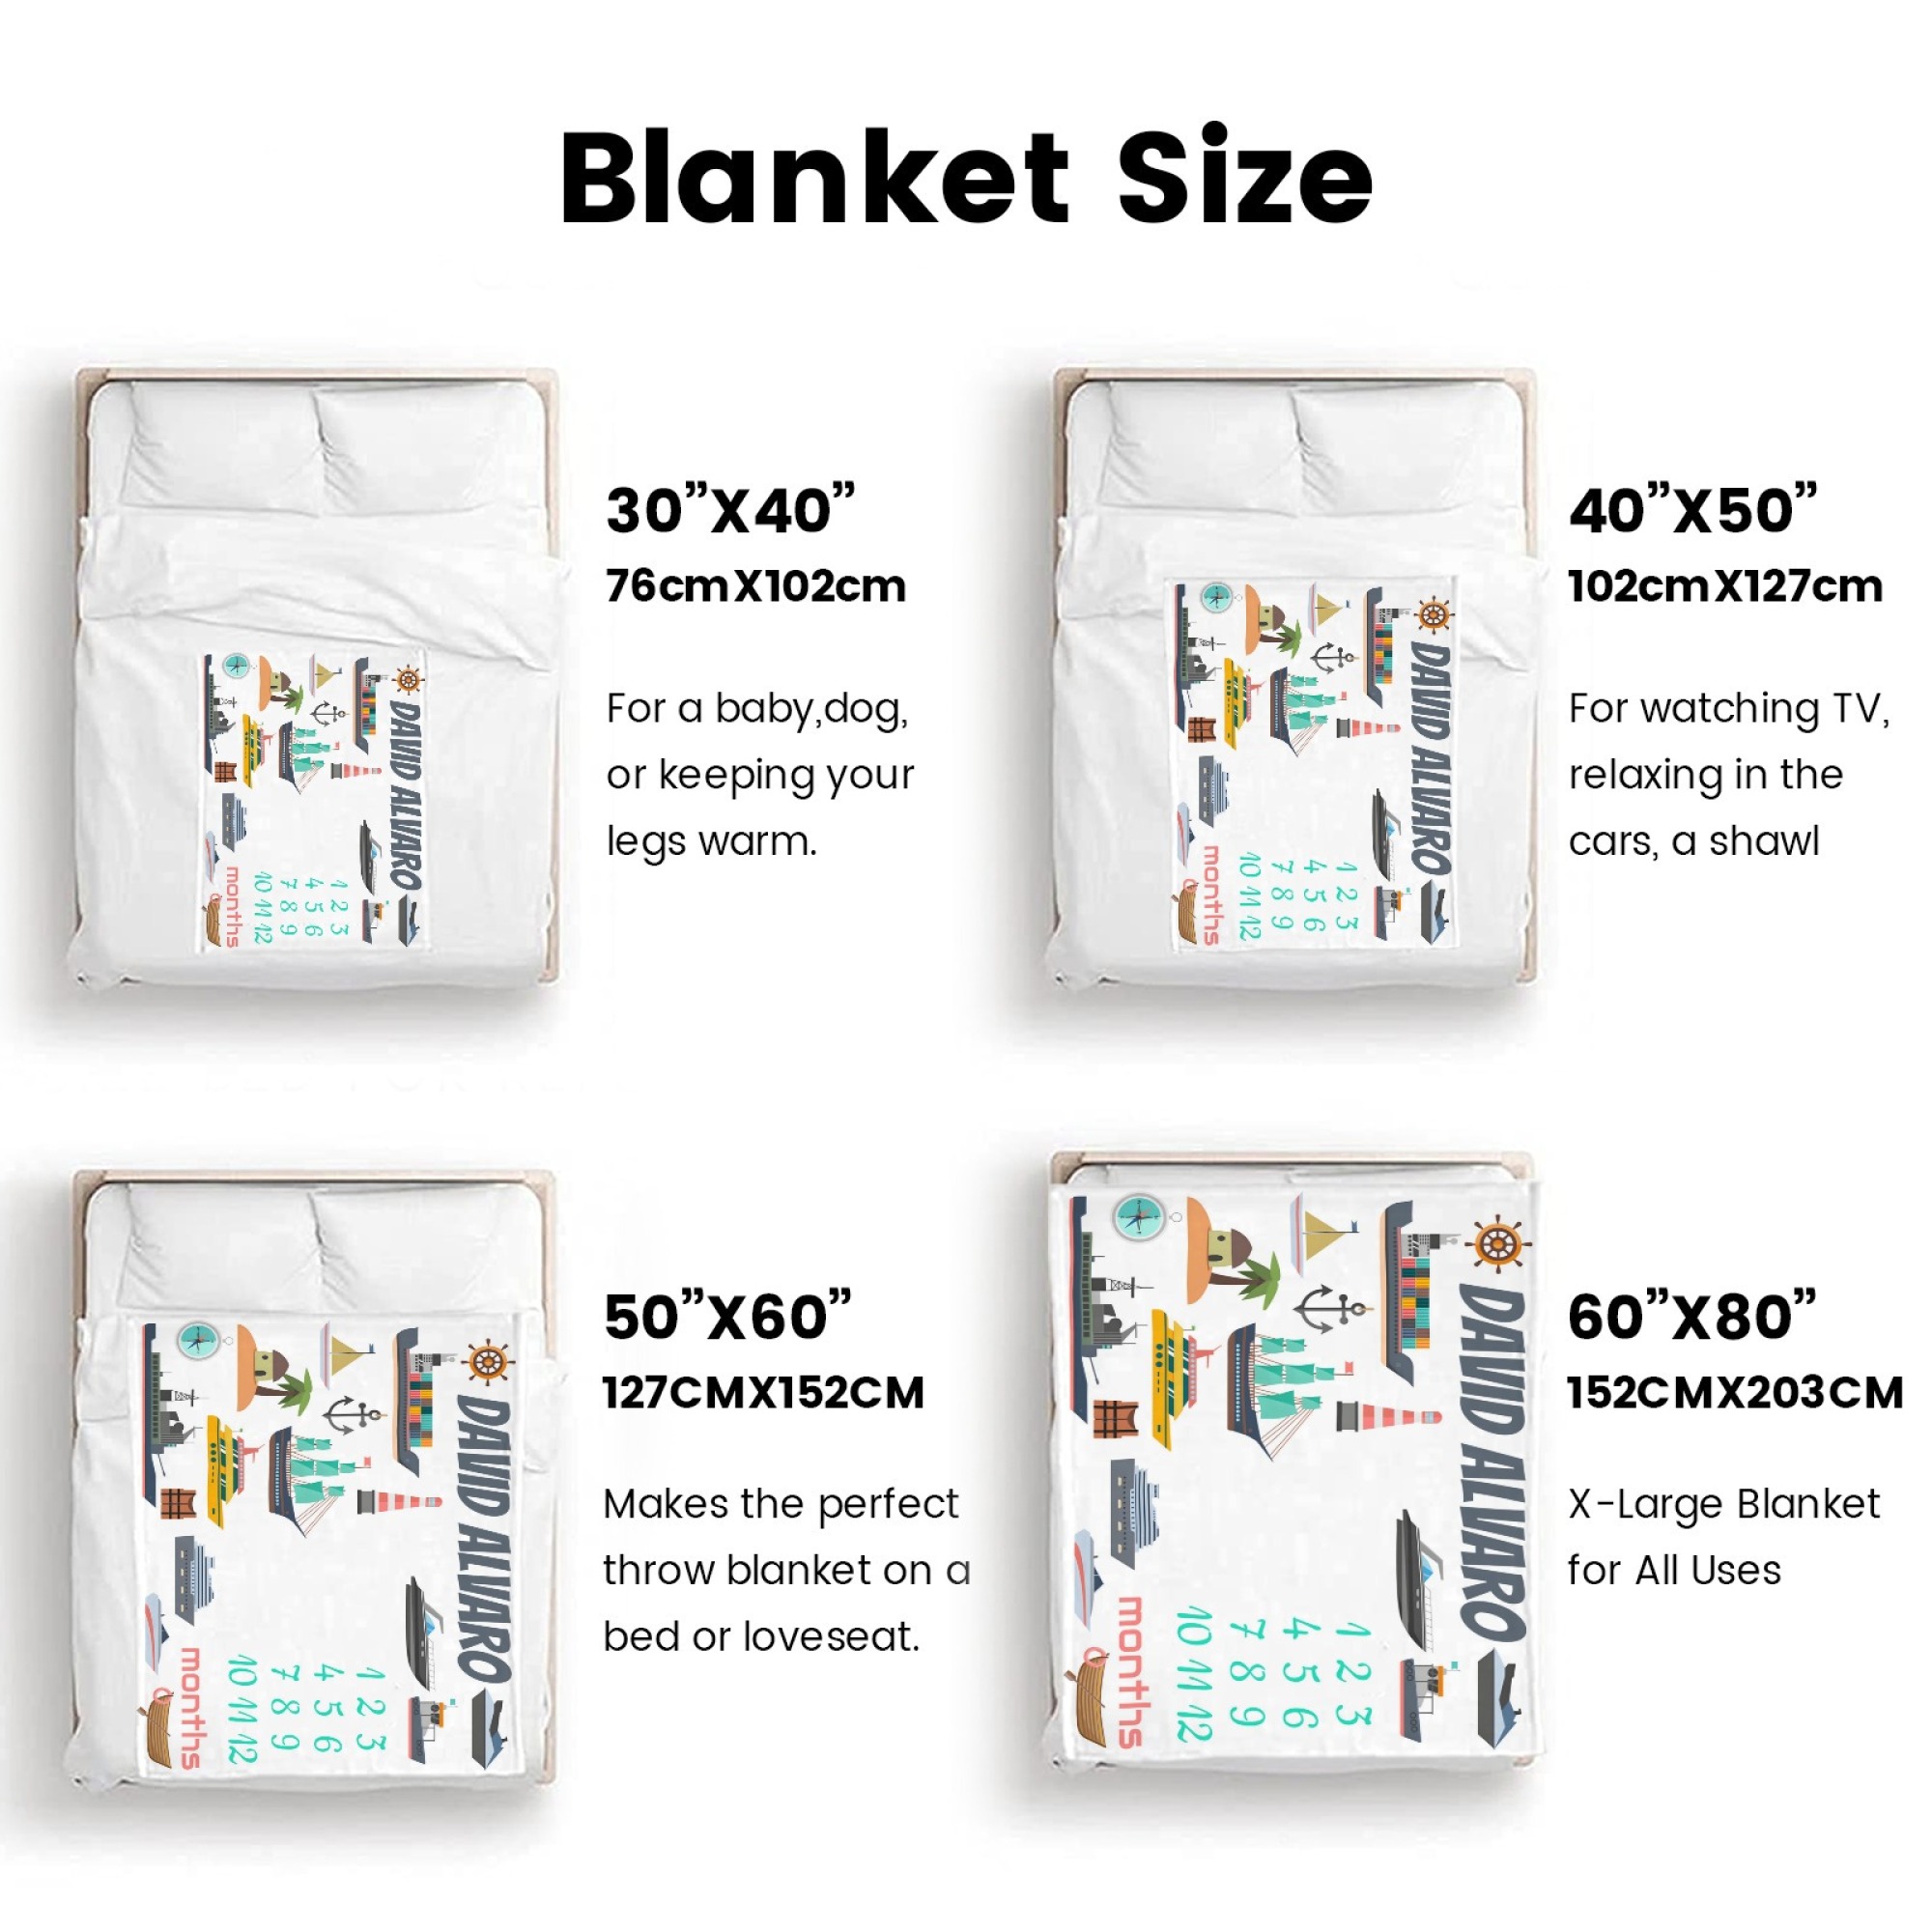 Blanket Size
30”X40”
76cmX102cm
For a baby,dog,
or keeping your
legs warm.
DAVID ALVARO
1 2 3
4 5 6
7 8 9
10 11 12
months
40”X50”
102cmX127cm
For watching TV,
relaxing in the
cars, a shawl
DAVID ALVARO
1 2 3
4 5 6
7 8 9
10 11 12
months
50”X60”
127CMX152CM
Makes the perfect
throw blanket on a
bed or loveseat.
DAVID ALVARO
1 2 3
4 5 6
7 8 9
10 11 12
months
60”X80”
152CMX203CM
X-Large Blanket
for All Uses
DAVID ALVARO
1 2 3
4 5 6
7 8 9
10 11 12
months